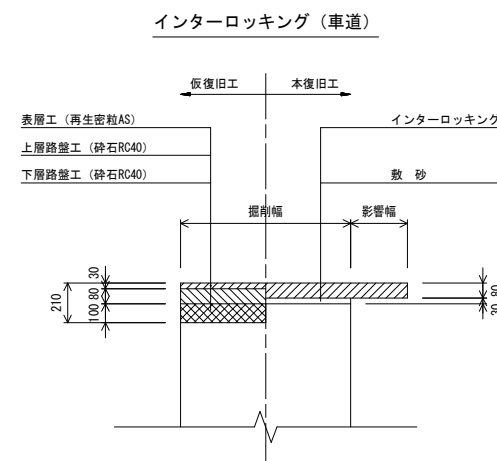 インターロッキング（車道）
仮復旧工 本復旧工
表層工（再生密粒AS）
インターロッキング
上層路盤工（砕石RC40）
下層路盤工（砕石RC40）
敷 砂
掘削幅 影響幅
30
80
100
210
80
30